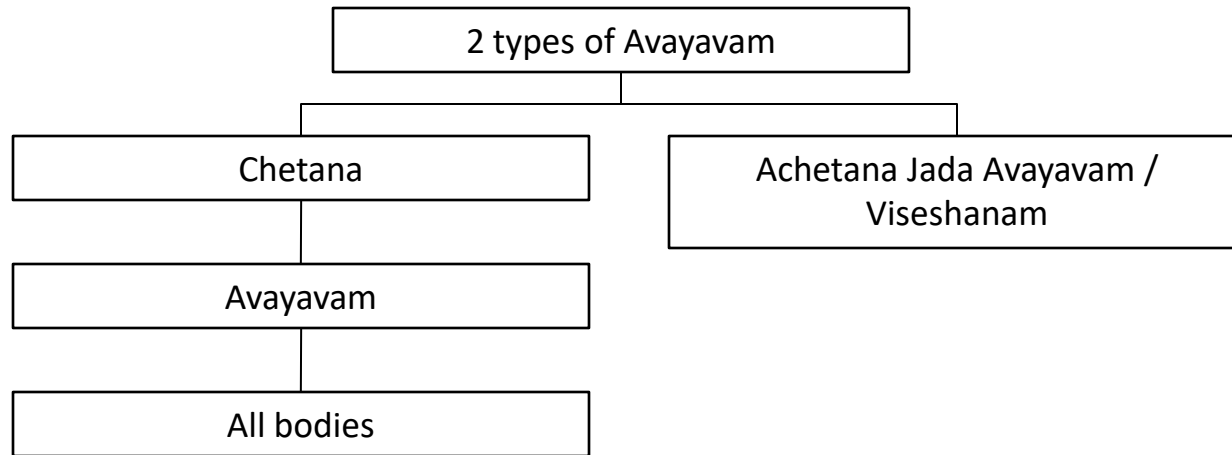 2 types of Avayavam
Chetana
Achetana Jada Avayavam /
Viseshanam
Avayavam
All bodies